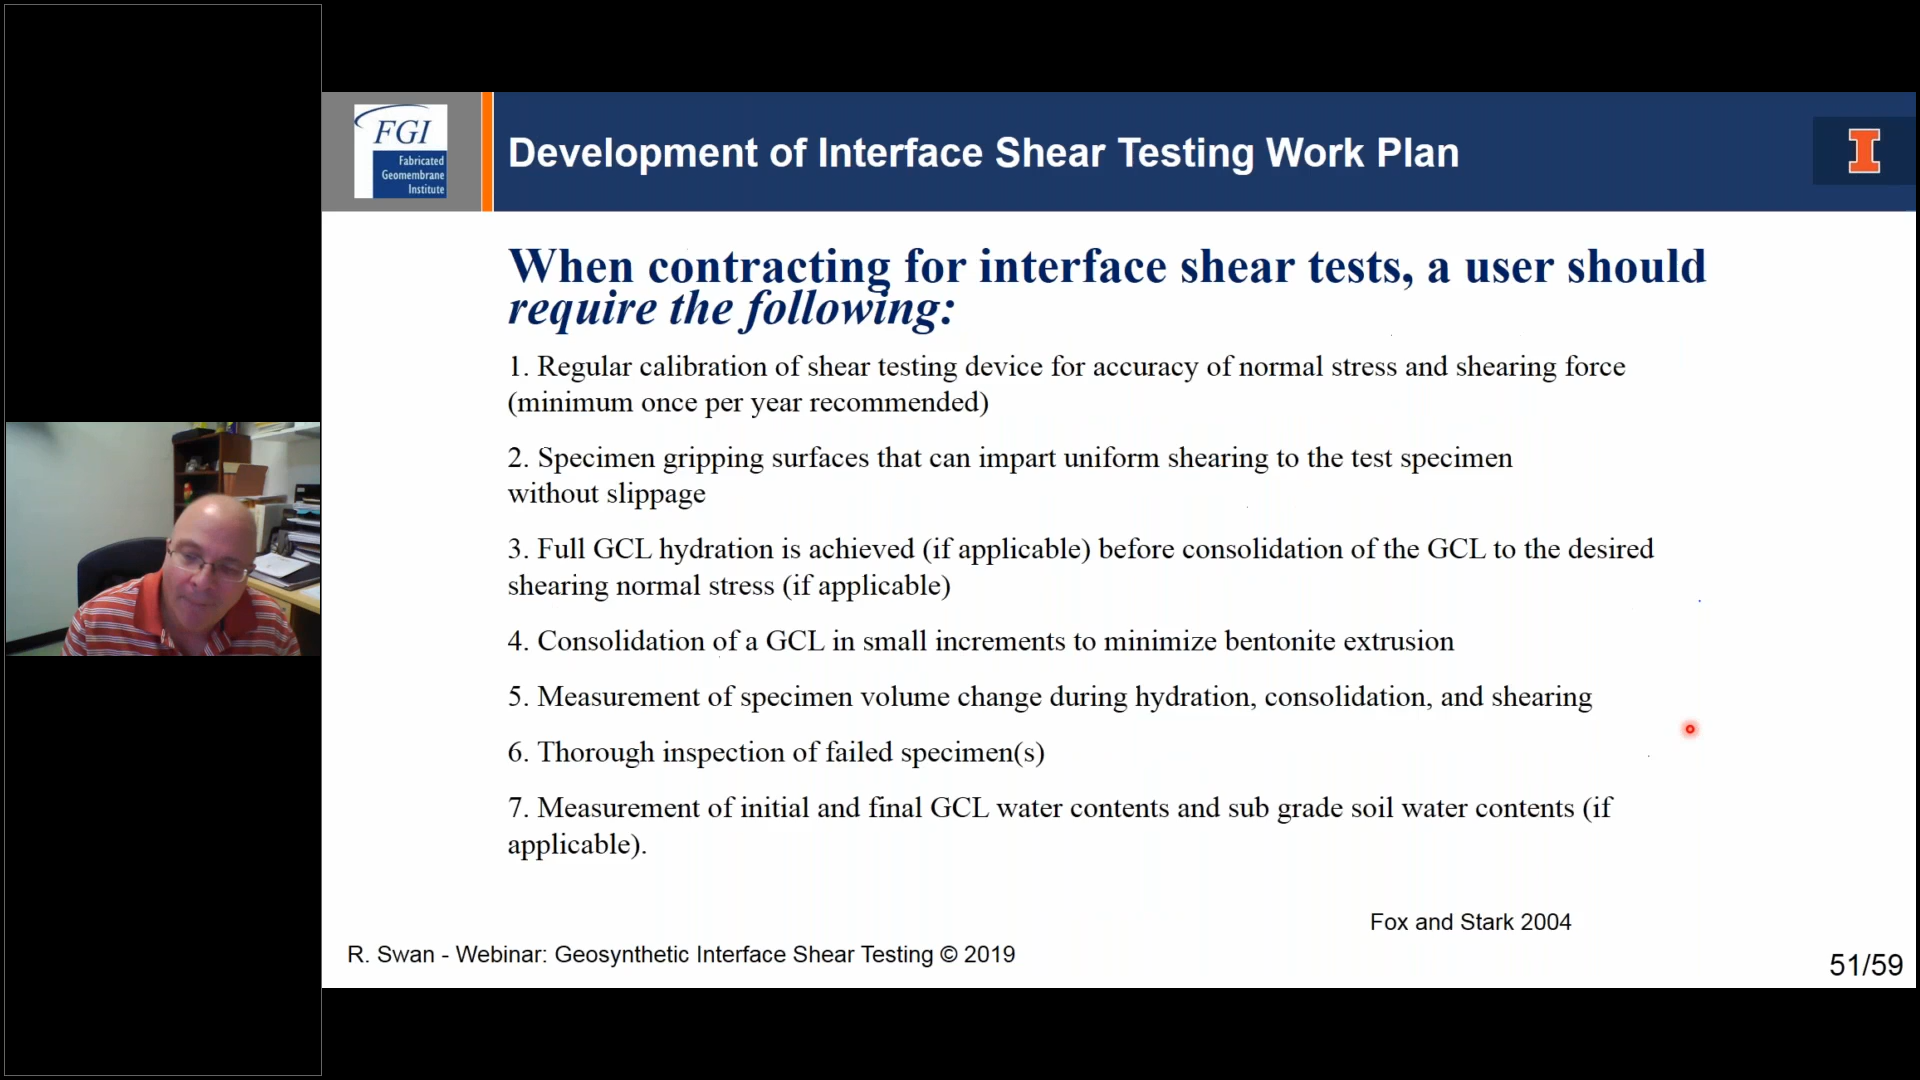 FGI
Fabricated
Geomembrane
Institute
Development of Interface Shear Testing Work Plan
I
When contracting for interface shear tests, a user should
require the following:
1. Regular calibration of shear testing device for accuracy of normal stress and shearing force
(minimum once per year recommended)
2. Specimen gripping surfaces that can impart uniform shearing to the test specimen
without slippage
3. Full GCL hydration is achieved (if applicable) before consolidation of the GCL to the desired
shearing normal stress (if applicable)
4. Consolidation of a GCL in small increments to minimize bentonite extrusion
5. Measurement of specimen volume change during hydration, consolidation, and shearing
6. Thorough inspection of failed specimen(s)
7. Measurement of initial and final GCL water contents and sub grade soil water contents (if
applicable).
Fox and Stark 2004
R. Swan - Webinar: Geosynthetic Interface Shear Testing © 2019
51/59